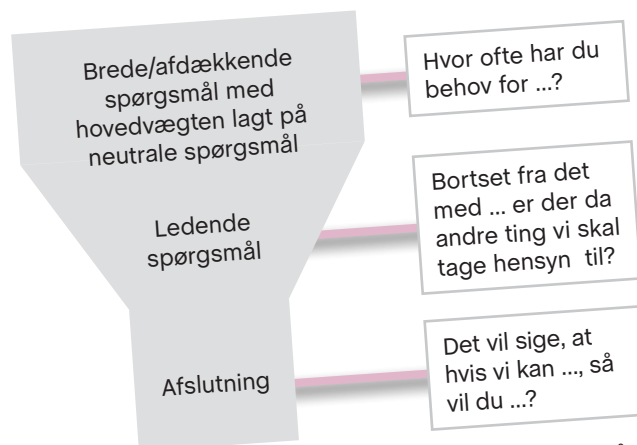 Brede/afdækkende
spørgsmål med
hovedvægten lagt på
neutrale spørgsmål
Hvor ofte har du
behov for ...?
Ledende
spørgsmål
Bortset fra det
med ... er der da
andre ting vi skal
tage hensyn til?
Afslutning
Det vil sige, at
hvis vi kan ..., så
vil du ...?